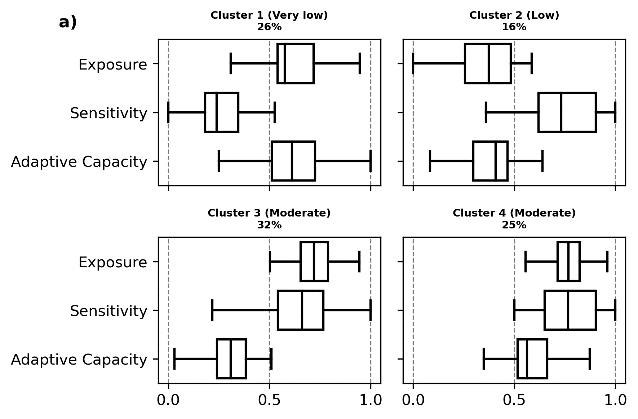 a)
Cluster 1 (Very low)
26%
Cluster 2 (Low)
16%
Exposure
Sensitivity
Adaptive Capacity
Cluster 3 (Moderate)
32%
Cluster 4 (Moderate)
25%
Exposure
Sensitivity
Adaptive Capacity
0.0 0.5 1.0 0.0 0.5 1.0